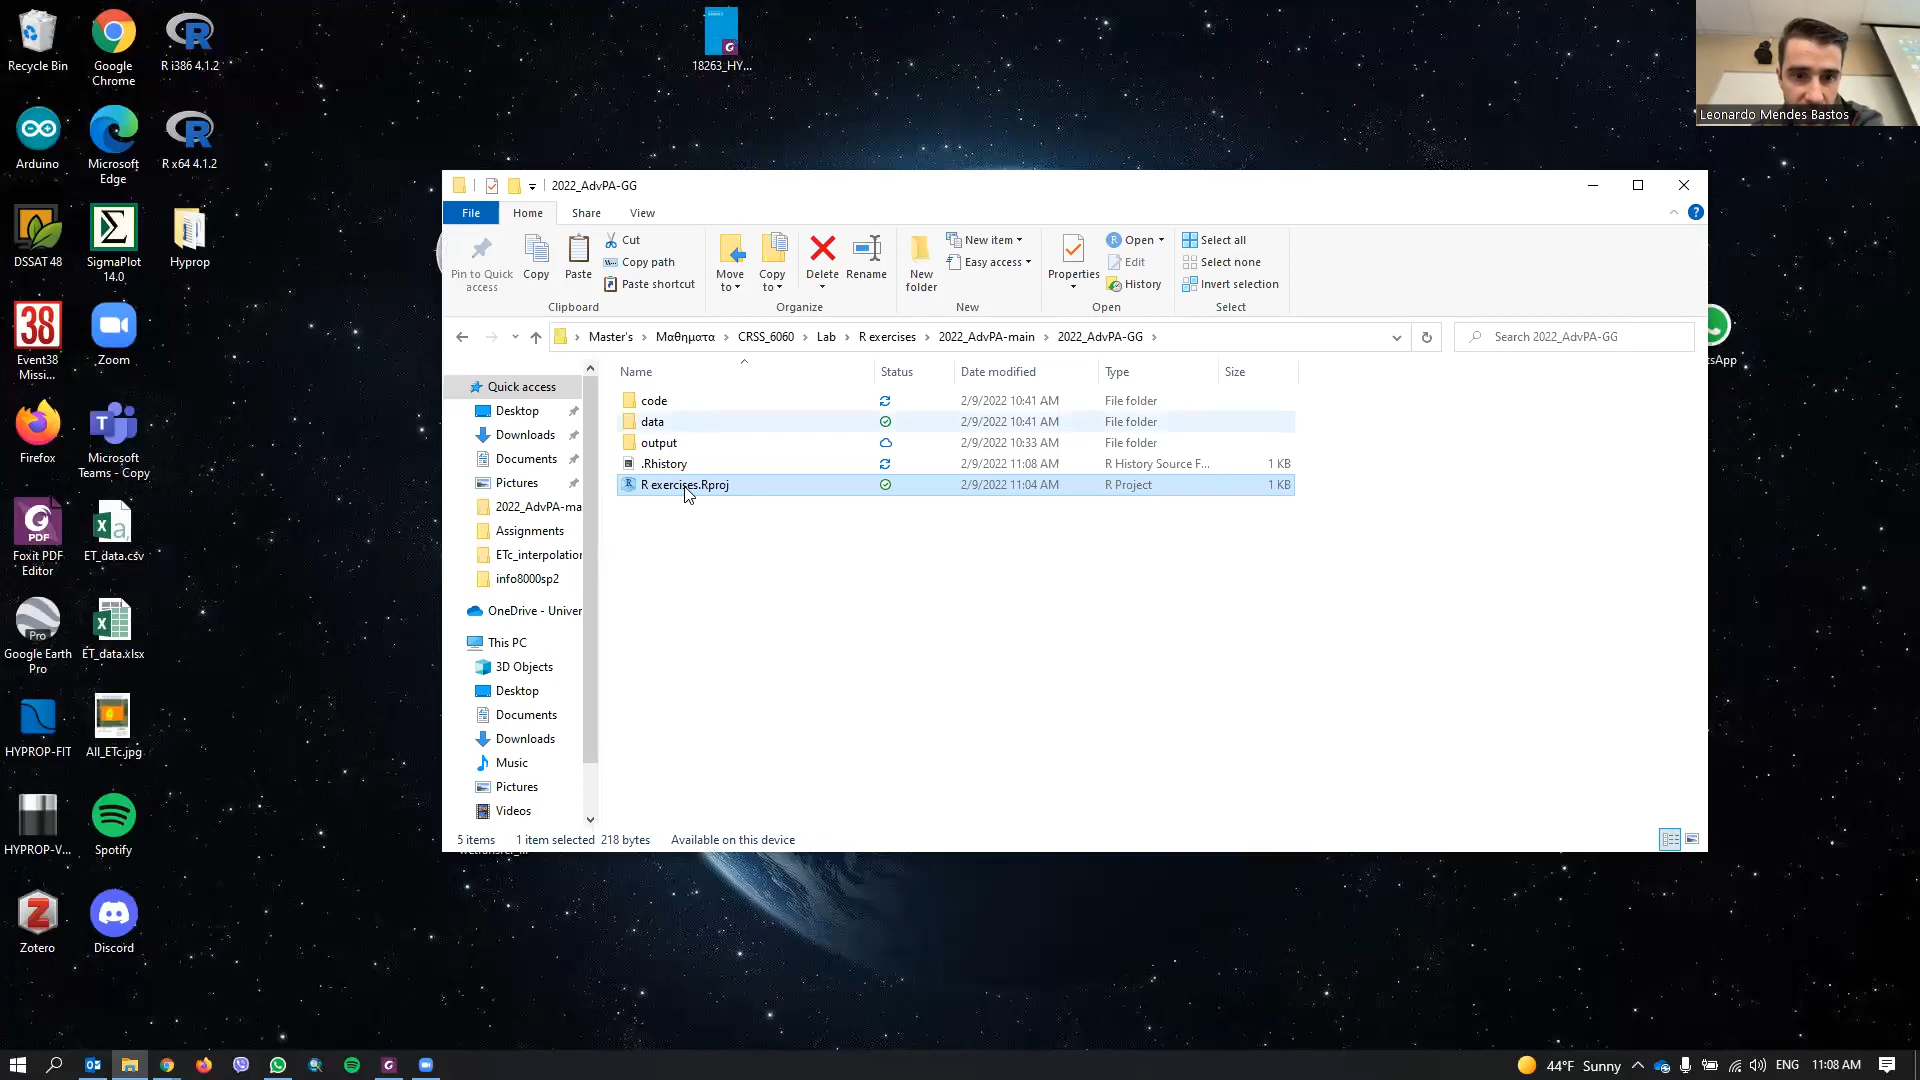 Recycle Bin
Google
Chrome
R i386 4.1.2
18263_HY...
Arduino
Microsoft
Edge
R x64 4.1.2
DSSAT 48
SigmaPlot
14.0
Hyprop
38
Event38
Missi...
Zoom
Firefox
Microsoft
Teams - Copy
PDF
Foxit PDF
Editor
ET_data.csv
Pro
Google Earth
Pro
ET_data.xlsx
HYPROP-FIT
All_ETc.jpg
HYPROP-V...
Spotify
Zotero
Discord
Leonardo Mendes Bastos
2022_AdvPA-GG
File
Home
Share
View
Pin to Quick
access
Copy
Paste
Cut
Copy path
Paste shortcut
Clipboard
Move
to
Copy
to
Delete
Rename
Organize
New
folder
New item
Easy access
New
Properties
Open
Edit
History
Open
Select all
Select none
Invert selection
Select
Master's
Μαθηματα
CRSS_6060
Lab
R exercises
2022_AdvPA-main
2022_AdvPA-GG
Search 2022_AdvPA-GG
Name
Status
Date modified
Type
Size
code 2/9/2022 10:41 AM File folder
data 2/9/2022 10:41 AM File folder
output 2/9/2022 10:33 AM File folder
.Rhistory 2/9/2022 11:08 AM R History Source F... 1 KB
R exercises.Rproj 2/9/2022 11:04 AM R Project 1 KB
Quick access
Desktop
Downloads
Documents
Pictures
2022_AdvPA-ma
Assignments
ETc_interpolation
info8000sp2
OneDrive - Univer
This PC
3D Objects
Desktop
Documents
Downloads
Music
Pictures
Videos
5 items 1 item selected 218 bytes Available on this device
tsApp
44°F Sunny
ENG
11:08 AM